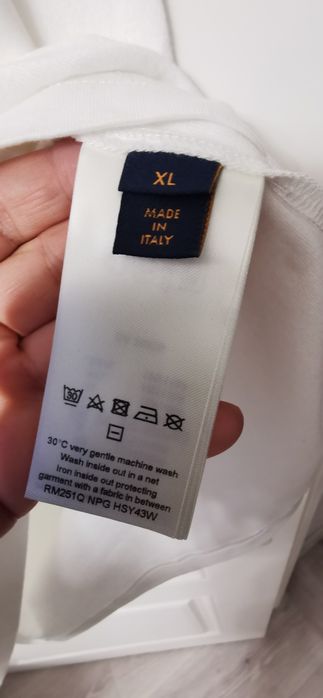 XL
MADE
IN
ITALY
30
30°C very gentle machine wash
Wash inside out in a net
Iron inside out protecting
garment with a fabric in between
RM251Q NPG HSY43W